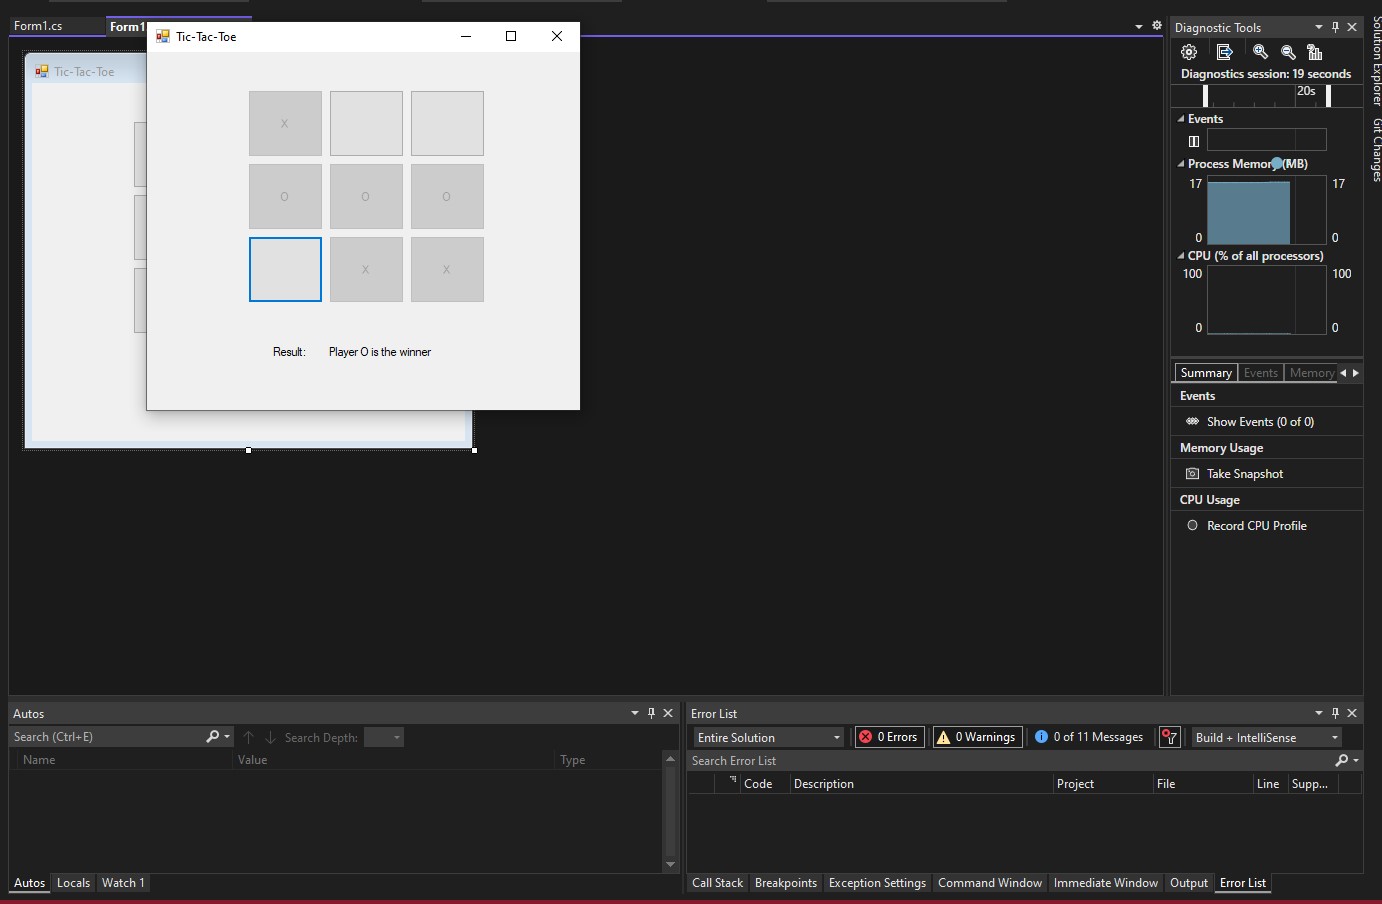 Form1.cs
Form1
Tic-Tac-Toe
Tic-Tac-Toe
X
O O O
X X
Result: Player O is the winner
Diagnostic Tools
Diagnostics session: 19 seconds
20s
Events
Process Memory (MB)
17 17
0 0
CPU (% of all processors)
100 100
0 0
Summary Events Memory
Events
Show Events (0 of 0)
Memory Usage
Take Snapshot
CPU Usage
Record CPU Profile
Solution Explorer
Git Changes
Autos
Search (Ctrl+E) Search Depth:
Name Value Type
Autos Locals Watch 1
Error List
Entire Solution 0 Errors 0 Warnings 0 of 11 Messages Build + IntelliSense
Search Error List
Code Description Project File Line Supp...
Call Stack Breakpoints Exception Settings Command Window Immediate Window Output Error List